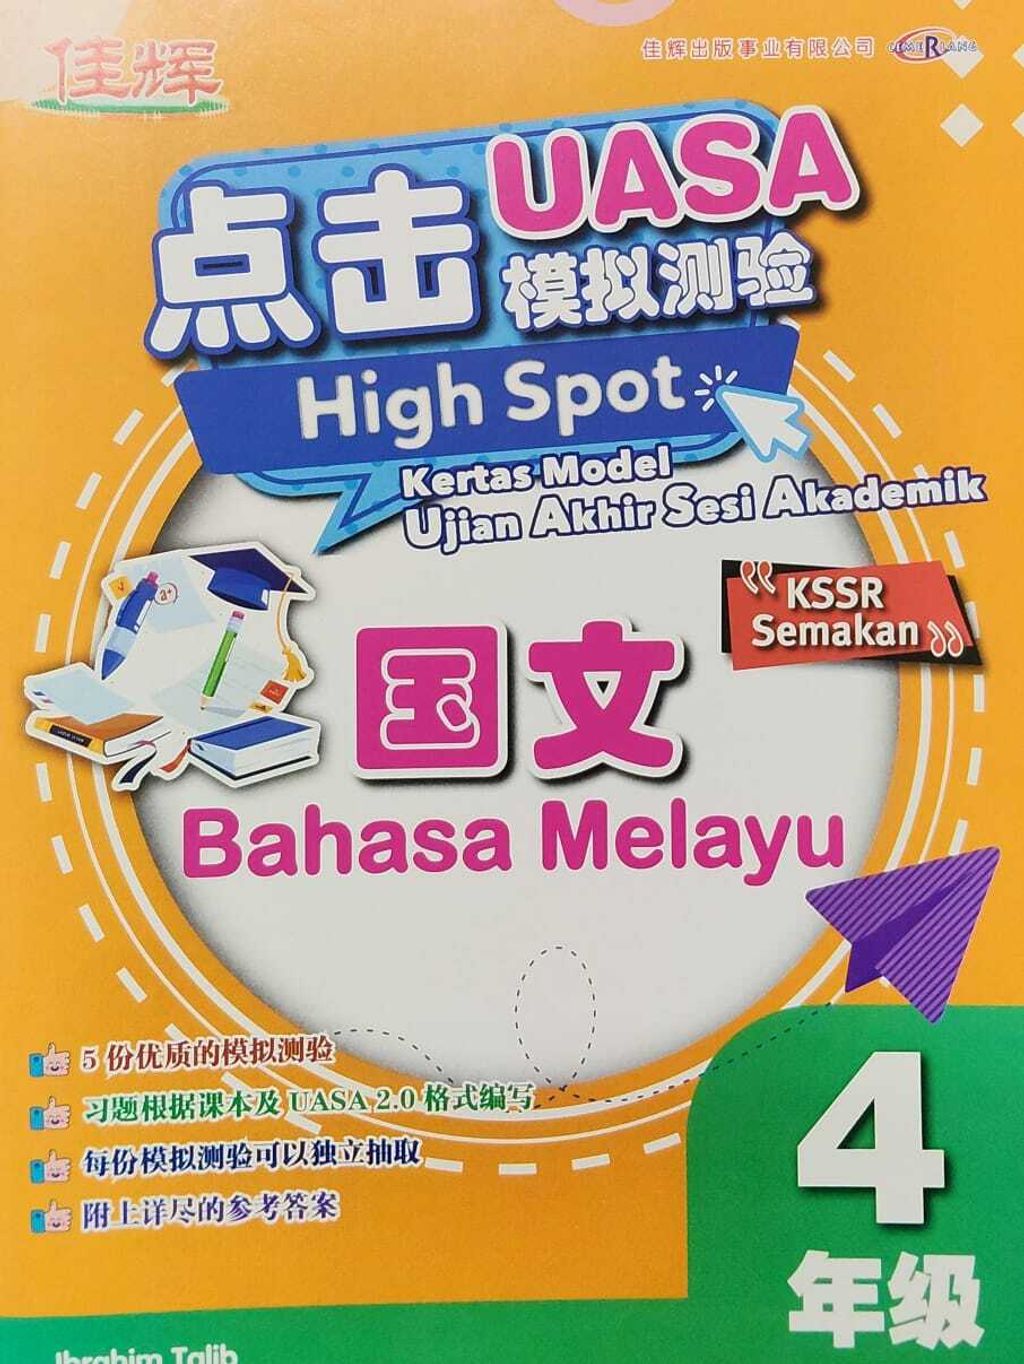 佳辉
佳辉出版事业有限公司 CEMERLANG
点击 UASA
模拟测验
High Spot
Kertas Model
Ujian Akhir Sesi Akademik
KSSR
Semakan
a+
国文
Bahasa Melayu
5 份优质的模拟测验
习题根据课本及 UASA 2.0 格式编写
每份模拟测验可以独立抽取
附上详尽的参考答案
4
年级
Ibrahim Talib